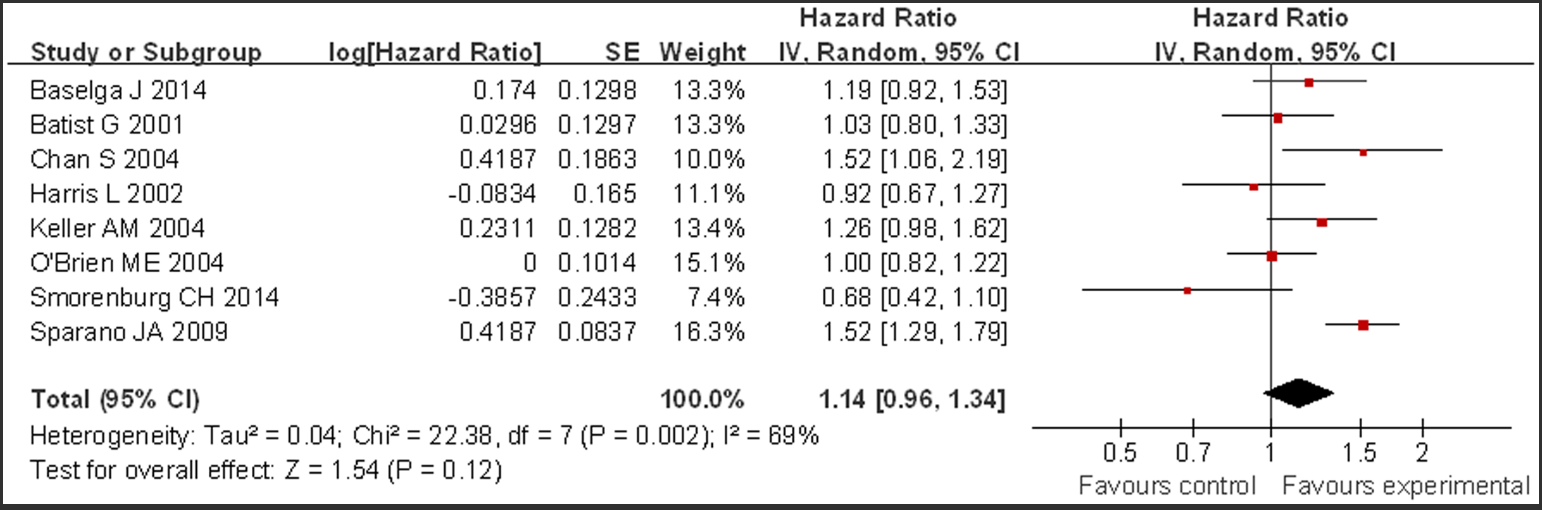 Hazard Ratio Hazard Ratio
Study or Subgroup log[Hazard Ratio] SE Weight IV, Random, 95% CI IV, Random, 95% CI
Baselga J 2014 0.174 0.1298 13.3% 1.19 [0.92, 1.53]
Batist G 2001 0.0296 0.1297 13.3% 1.03 [0.80, 1.33]
Chan S 2004 0.4187 0.1863 10.0% 1.52 [1.06, 2.19]
Harris L 2002 -0.0834 0.165 11.1% 0.92 [0.67, 1.27]
Keller AM 2004 0.2311 0.1282 13.4% 1.26 [0.98, 1.62]
O'Brien ME 2004 0 0.1014 15.1% 1.00 [0.82, 1.22]
Smorenburg CH 2014 -0.3857 0.2433 7.4% 0.68 [0.42, 1.10]
Sparano JA 2009 0.4187 0.0837 16.3% 1.52 [1.29, 1.79]
Total (95% CI) 100.0% 1.14 [0.96, 1.34]
Heterogeneity: Tau² = 0.04; Chi² = 22.38, df = 7 (P = 0.002); I² = 69%
Test for overall effect: Z = 1.54 (P = 0.12)
0.5 0.7 1 1.5 2
Favours control Favours experimental